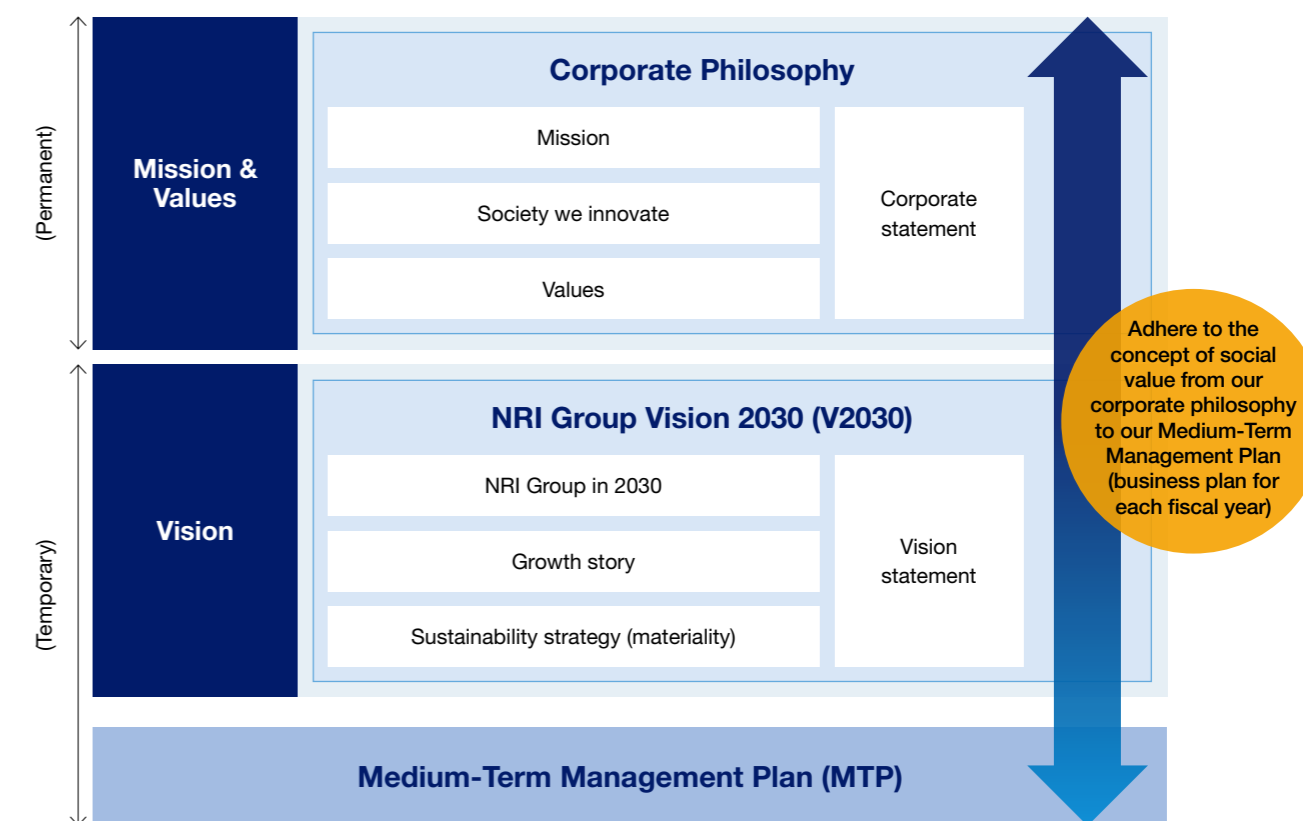 (Permanent)
Mission &
Values
Corporate Philosophy
Mission
Society we innovate
Values
Corporate
statement
Adhere to the
concept of social
value from our
corporate philosophy
to our Medium-Term
Management Plan
(business plan for
each fiscal year)
(Temporary)
Vision
NRI Group Vision 2030 (V2030)
NRI Group in 2030
Growth story
Sustainability strategy (materiality)
Vision
statement
Medium-Term Management Plan (MTP)